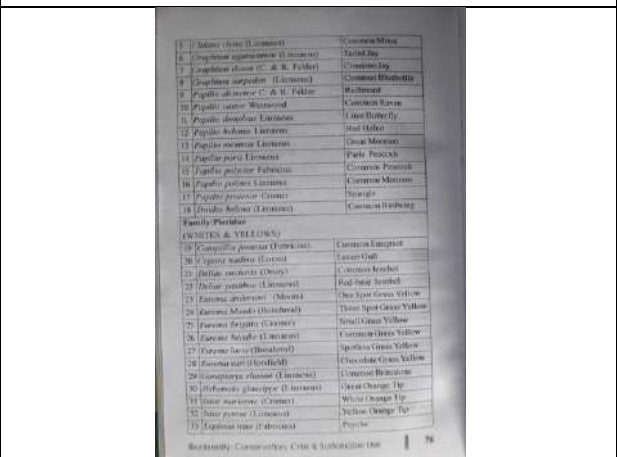 5 Chilasa clytia (Linnaeus) Common Mime
6 Graphium agamemnon (Linnaeus) Tailed Jay
7 Graphium doson (C. & R. Felder) Common Jay
8 Graphium sarpedon (Linnaeus) Common Bluebottle
9 Papilio alcmenor C. & R. Felder Redbreast
10 Papilio castor Westwood Common Raven
11 Papilio demoleus Linnaeus Lime Butterfly
12 Papilio helenus Linnaeus Red Helen
13 Papilio memnon Linnaeus Great Mormon
14 Papilio paris Linnaeus Paris Peacock
15 Papilio polyctor Fabricius Common Peacock
16 Papilio polytes Linnaeus Common Mormon
17 Papilio protenor Cramer Spangle
18 Troides helena (Linnaeus) Common Birdwing
Family Pieridae
(WHITES & YELLOWS)
19 Catopsilia pomona (Fabricius) Common Emigrant
20 Cepora nadina (Lucas) Lesser Gull
21 Delias eucharis (Drury) Common Jezebel
22 Delias pasithoe (Linnaeus) Red-base Jezebel
23 Eurema andersoni (Moore) One Spot Grass Yellow
24 Eurema blanda (Boisduval) Three Spot Grass Yellow
25 Eurema brigitta (Cramer) Small Grass Yellow
26 Eurema hecabe (Linnaeus) Common Grass Yellow
27 Eurema laeta (Boisduval) Spotless Grass Yellow
28 Eurema sari (Horsfield) Chocolate Grass Yellow
29 Gonepteryx rhamni (Linnaeus) Common Brimstone
30 Hebomoia glaucippe (Linnaeus) Great Orange Tip
31 Ixias marianne (Cramer) White Orange Tip
32 Ixias pyrene (Linnaeus) Yellow Orange Tip
33 Leptosia nina (Fabricius) Psyche
Biodiversity: Conservation, Crisis & Sustainable Use 76